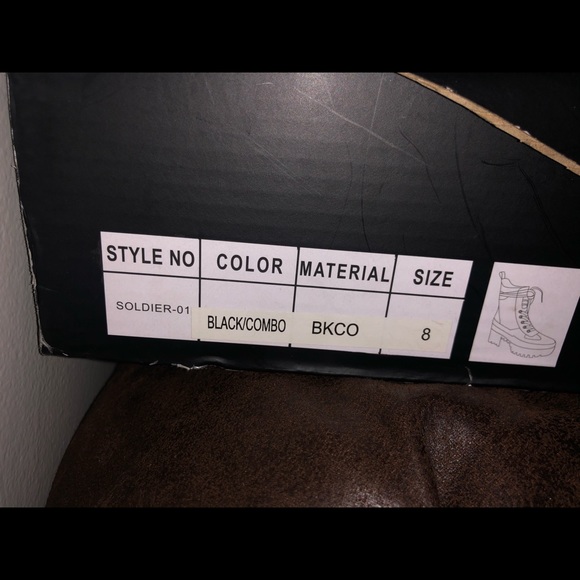 STYLE NO COLOR MATERIAL SIZE
SOLDIER-01 BLACK/COMBO BKCO 8